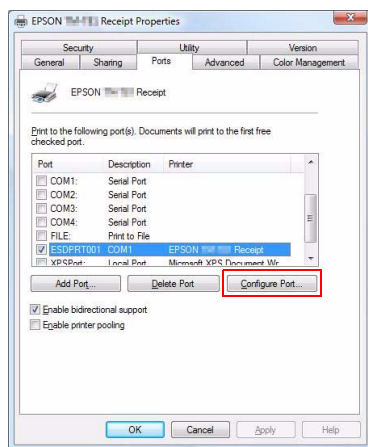 EPSON Receipt Properties
Security Utility Version
General Sharing Ports Advanced Color Management
EPSON Receipt
Print to the following port(s). Documents will print to the first free
checked port.
Port Description Printer
COM1: Serial Port
COM2: Serial Port
COM3: Serial Port
COM4: Serial Port
FILE: Print to File
ESDPRT001 COM1 EPSON Receipt
XPSPort: Local Port Microsoft XPS Document Wr
Add Port... Delete Port Configure Port...
Enable bidirectional support
Enable printer pooling
OK Cancel Apply Help